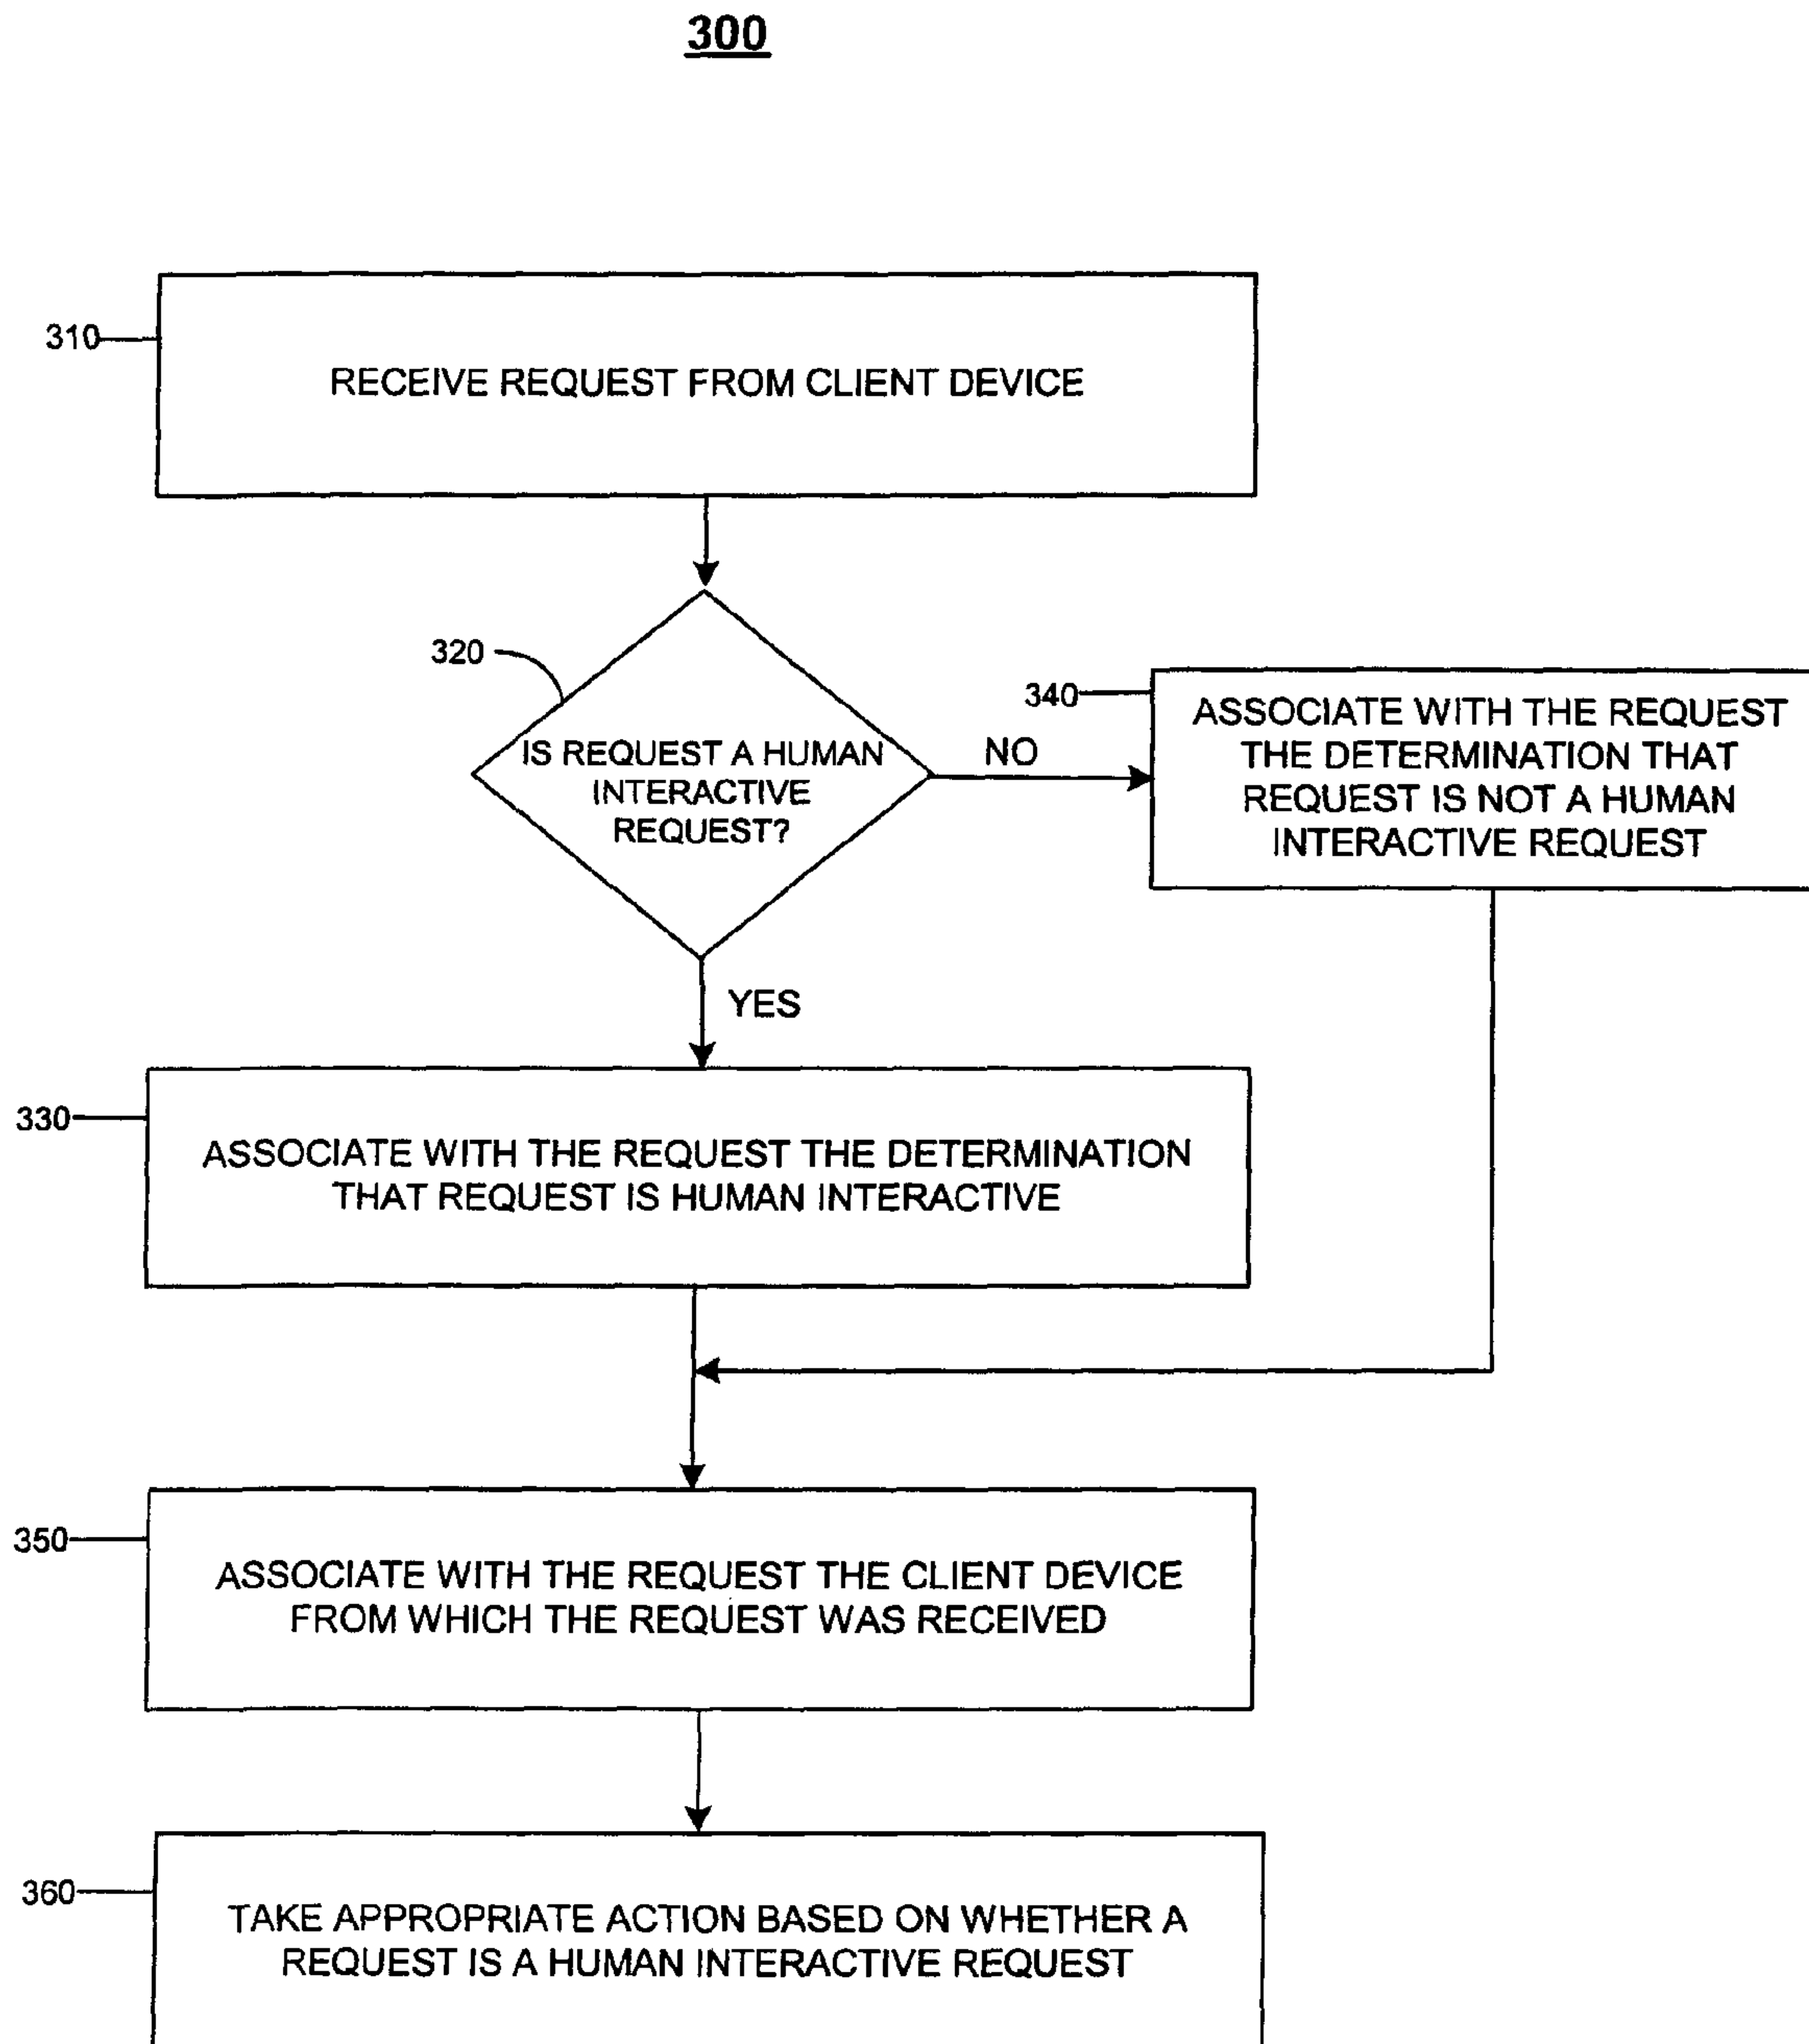 300
310
RECEIVE REQUEST FROM CLIENT DEVICE
320
IS REQUEST A HUMAN
INTERACTIVE
REQUEST?
NO
340
ASSOCIATE WITH THE REQUEST
THE DETERMINATION THAT
REQUEST IS NOT A HUMAN
INTERACTIVE REQUEST
YES
330
ASSOCIATE WITH THE REQUEST THE DETERMINATION
THAT REQUEST IS HUMAN INTERACTIVE
350
ASSOCIATE WITH THE REQUEST THE CLIENT DEVICE
FROM WHICH THE REQUEST WAS RECEIVED
360
TAKE APPROPRIATE ACTION BASED ON WHETHER A
REQUEST IS A HUMAN INTERACTIVE REQUEST